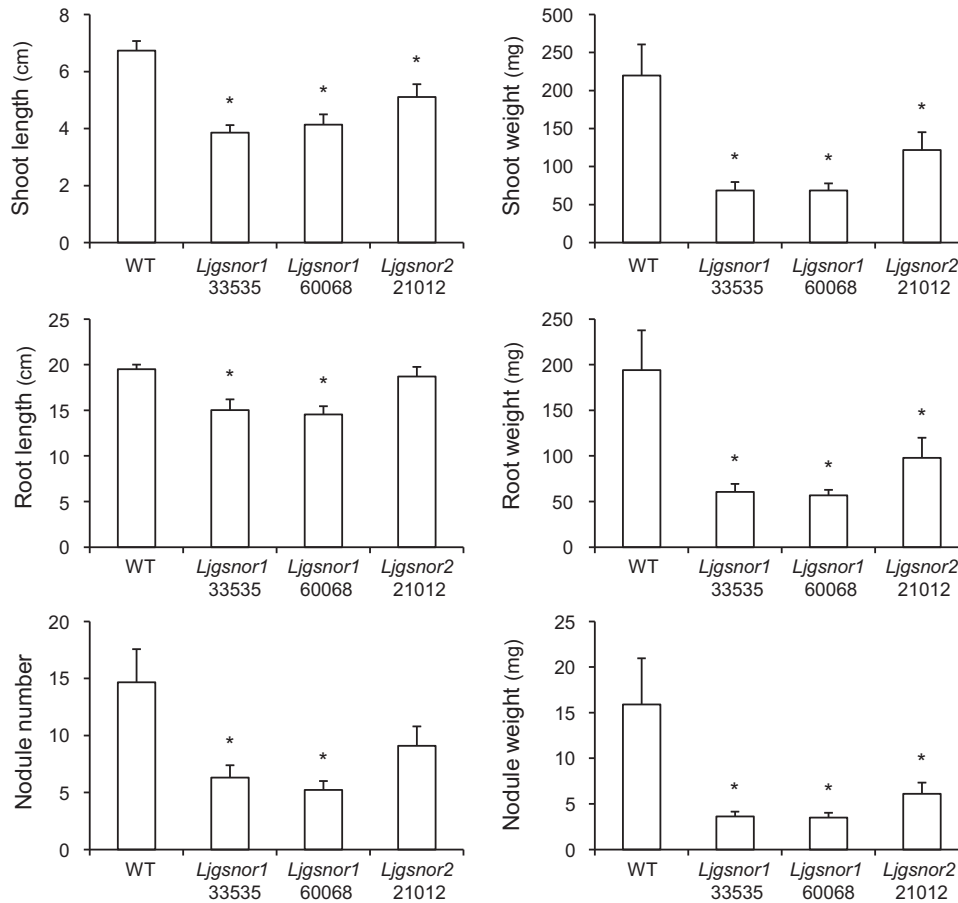 Shoot length (cm)
8
6
4
2
0
*
*
*
WT
Ljgsnor1 33535
Ljgsnor1 60068
Ljgsnor2 21012
Shoot weight (mg)
500
250
200
150
100
50
0
*
*
*
WT
Ljgsnor1 33535
Ljgsnor1 60068
Ljgsnor2 21012
Root length (cm)
25
20
15
10
5
0
*
*
WT
Ljgsnor1 33535
Ljgsnor1 60068
Ljgsnor2 21012
Root weight (mg)
250
200
150
100
50
0
*
*
*
WT
Ljgsnor1 33535
Ljgsnor1 60068
Ljgsnor2 21012
Nodule number
20
15
10
5
0
*
*
WT
Ljgsnor1 33535
Ljgsnor1 60068
Ljgsnor2 21012
Nodule weight (mg)
25
20
15
10
5
0
*
*
*
WT
Ljgsnor1 33535
Ljgsnor1 60068
Ljgsnor2 21012